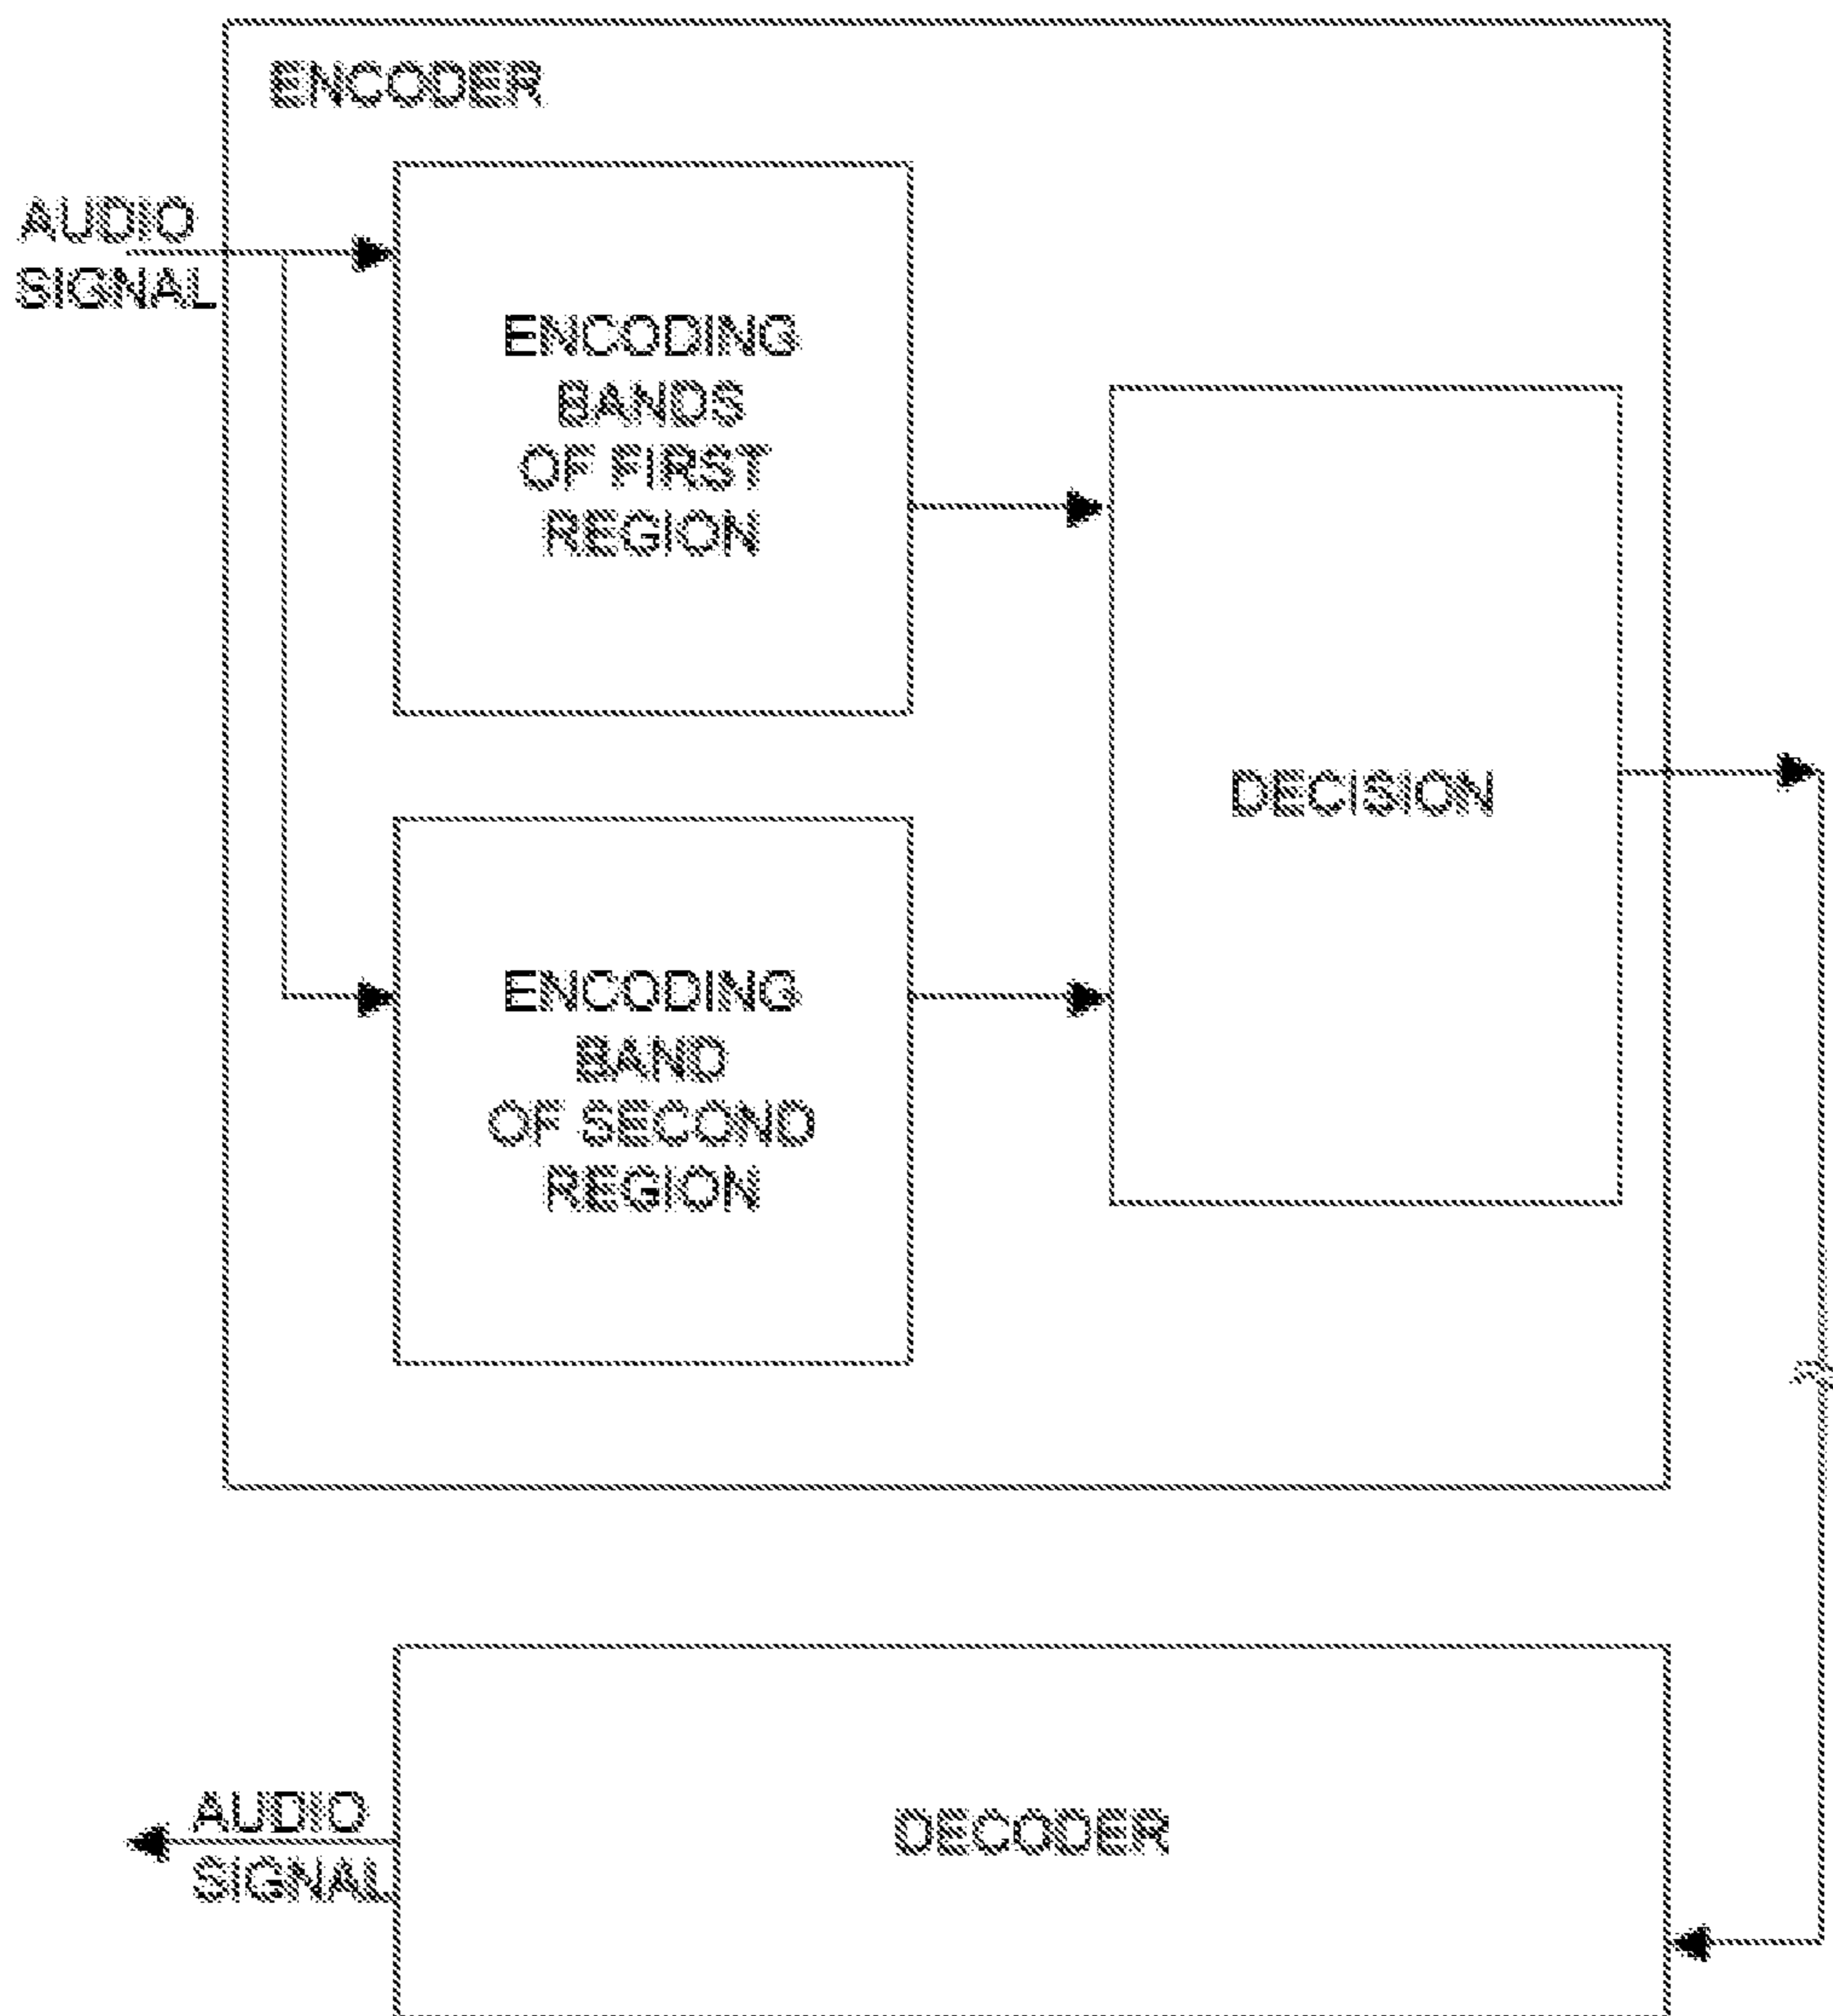 ENCODER
AUDIO
SIGNAL
ENCODING
BANDS
OF FIRST
REGION
DECISION
ENCODING
BAND
OF SECOND
REGION
AUDIO
SIGNAL
DECODER